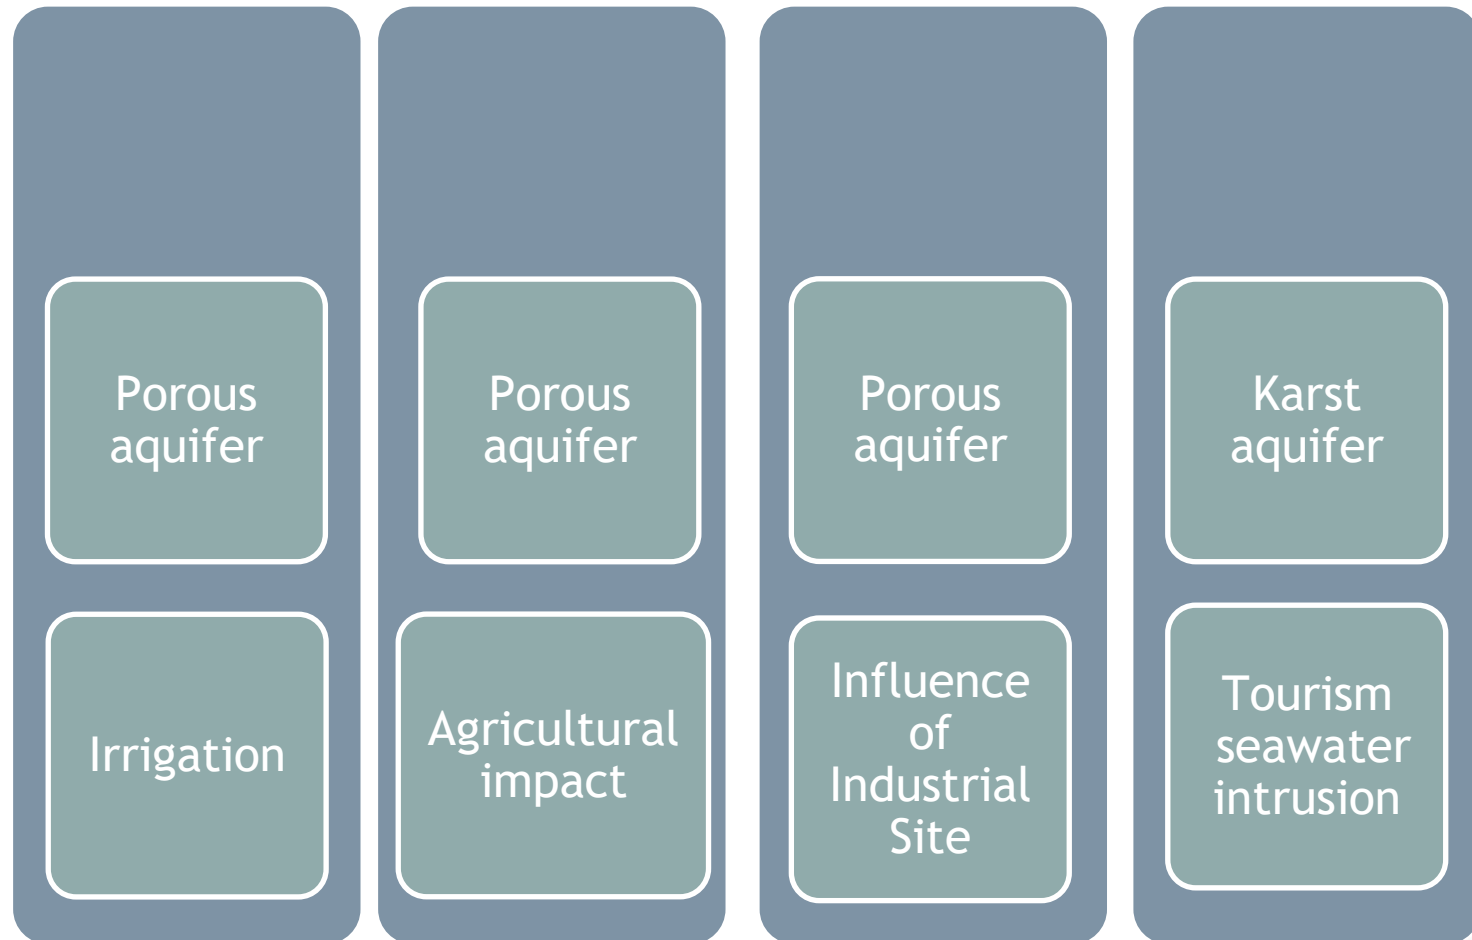 Porous
aquifer
Porous
aquifer
Porous
aquifer
Karst
aquifer
Irrigation
Agricultural
impact
Influence
of
Industrial
Site
Tourism
seawater
intrusion